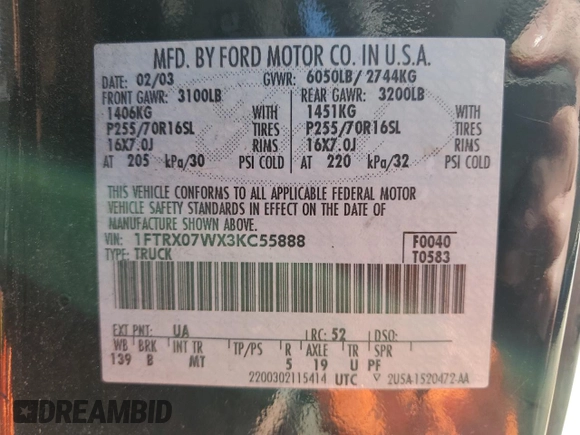 MFD. BY FORD MOTOR CO. IN U.S.A.
DATE: 02/03 GVWR: 6050LB/ 2744KG
FRONT GAWR: 3100LB REAR GAWR: 3200LB
1406KG WITH 1451KG WITH
P255/70R16SL TIRES P255/70R16SL TIRES
16X7.0J RIMS 16X7.0J RIMS
AT 205 kPa/30 PSI COLD AT 220 kPa/32 PSI COLD
THIS VEHICLE CONFORMS TO ALL APPLICABLE FEDERAL MOTOR
VEHICLE SAFETY STANDARDS IN EFFECT ON THE DATE OF
MANUFACTURE SHOWN ABOVE.
VIN: 1FTRX07WX3KC55888 F0040
TYPE: TRUCK T0583
EXT PNT: UA RC: 52 DSO:
WB BRK INT TR TP/PS R AXLE TR SPR
139 B MT 5 19 U PF
2200302115414 UTC 2U5A-1520472-AA
DREAMBID